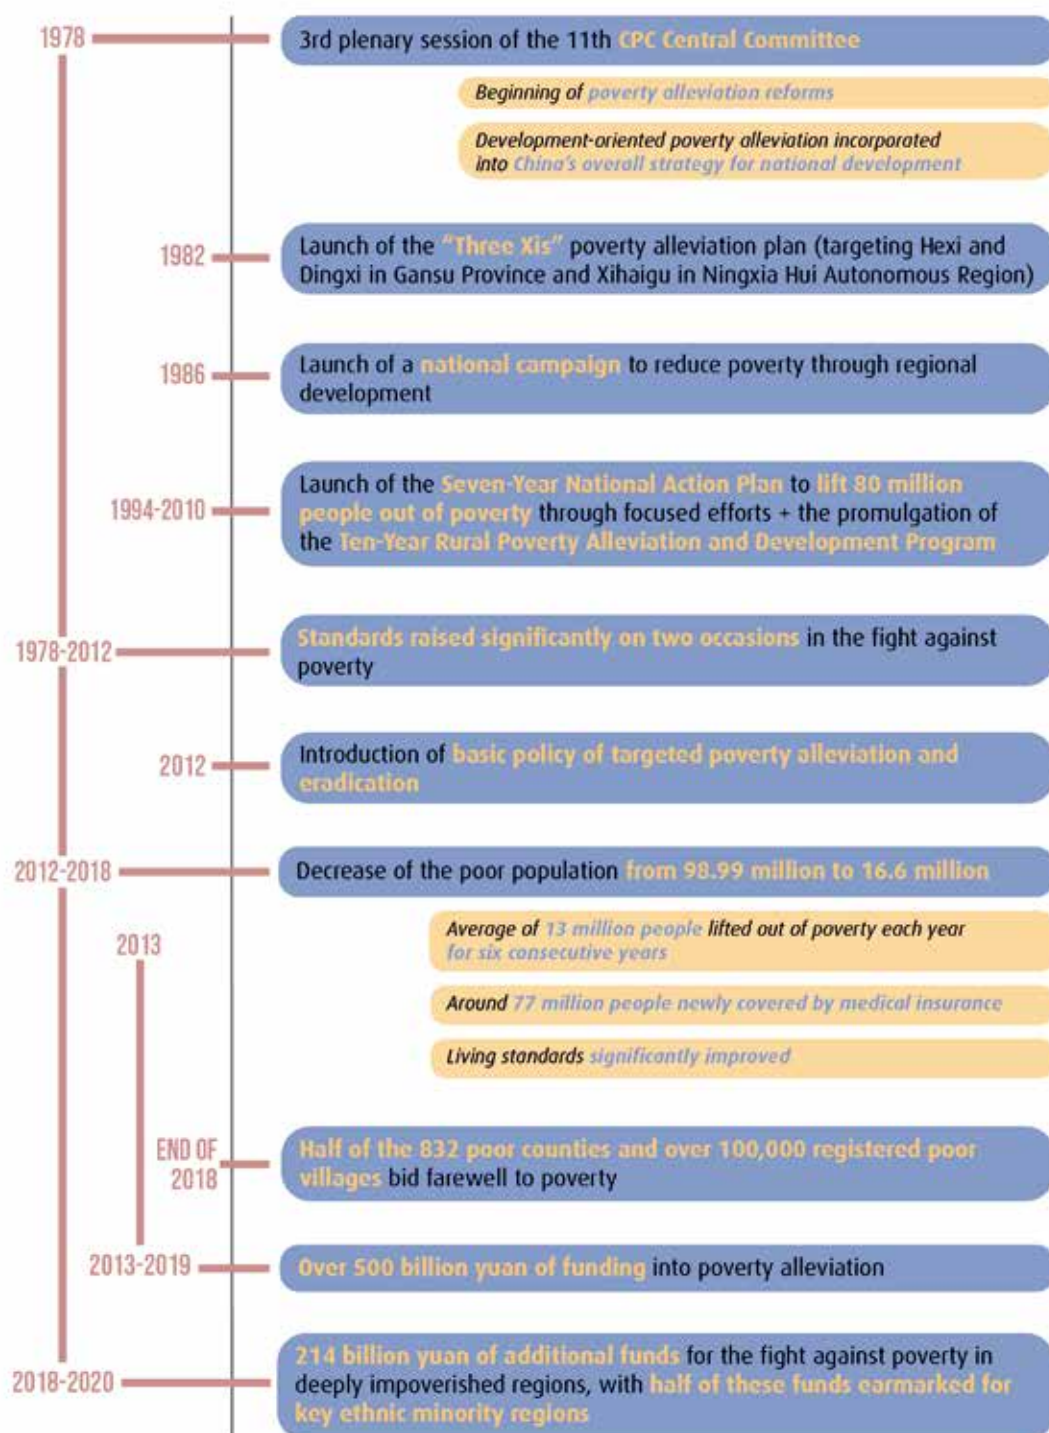 1978
3rd plenary session of the 11th CPC Central Committee
Beginning of poverty alleviation reforms
Development-oriented poverty alleviation incorporated
into China's overall strategy for national development
1982
Launch of the "Three Xis" poverty alleviation plan (targeting Hexi and
Dingxi in Gansu Province and Xihaigu in Ningxia Hui Autonomous Region)
1986
Launch of a national campaign to reduce poverty through regional
development
1994-2010
Launch of the Seven-Year National Action Plan to lift 80 million
people out of poverty through focused efforts + the promulgation of
the Ten-Year Rural Poverty Alleviation and Development Program
1978-2012
Standards raised significantly on two occasions in the fight against
poverty
2012
Introduction of basic policy of targeted poverty alleviation and
eradication
2012-2018
Decrease of the poor population from 98.99 million to 16.6 million
2013
Average of 13 million people lifted out of poverty each year
for six consecutive years
Around 77 million people newly covered by medical insurance
Living standards significantly improved
END OF
2018
Half of the 832 poor counties and over 100,000 registered poor
villages bid farewell to poverty
2013-2019
Over 500 billion yuan of funding into poverty alleviation
2018-2020
214 billion yuan of additional funds for the fight against poverty in
deeply impoverished regions, with half of these funds earmarked for
key ethnic minority regions